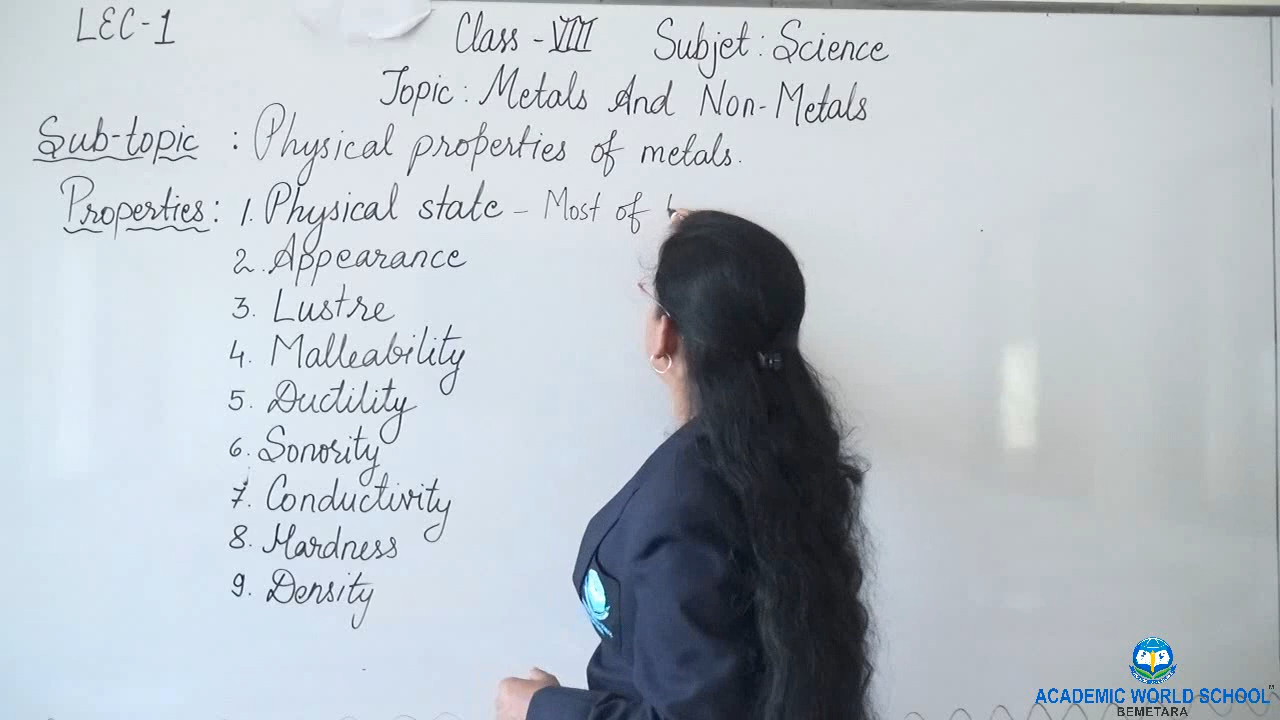 LEC-1
Class - VIII Subjet : Science
Topic : Metals And Non-Metals
Sub-topic : Physical properties of metals.
Properties : 1. Physical state - Most of
2. Appearance
3. Lustre
4. Malleability
5. Ductility
6. Sonority
7. Conductivity
8. Hardness
9. Density
ACADEMIC WORLD SCHOOL
BEMETARA